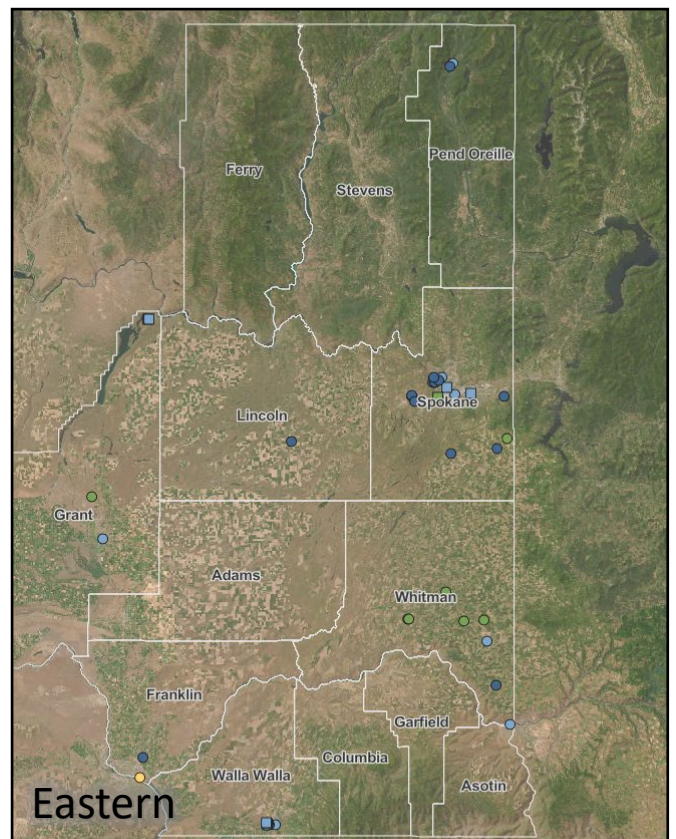 Pend Oreille
Ferry
Stevens
Spokane
Lincoln
Grant
Adams
Whitman
Franklin
Garfield
Columbia
Walla Walla
Asotin
Eastern